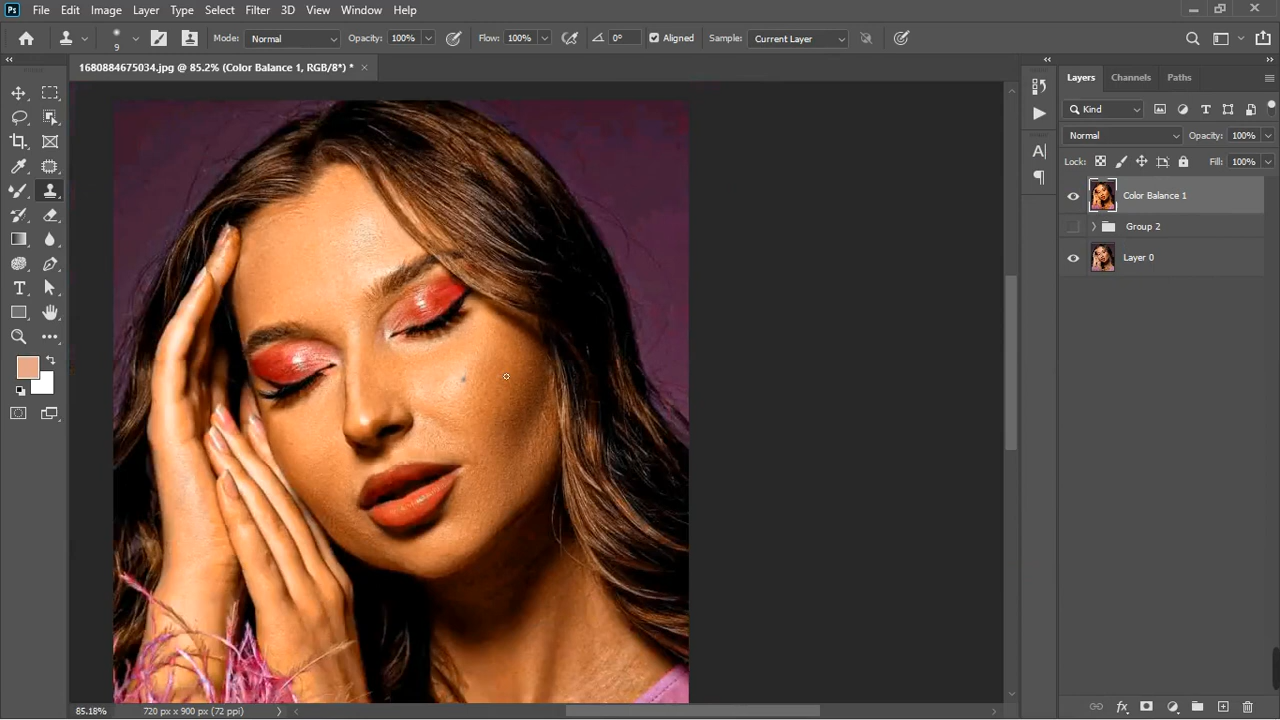 Ps File Edit Image Layer Type Select Filter 3D View Window Help
9 Mode: Normal Opacity: 100% Flow: 100% 0° Aligned Sample: Current Layer
1680884675034.jpg @ 85.2% (Color Balance 1, RGB/8*) *
Layers Channels Paths
Kind
Normal Opacity: 100%
Lock: Fill: 100%
Color Balance 1
Group 2
Layer 0
85.18% 720 px x 900 px (72 ppi)